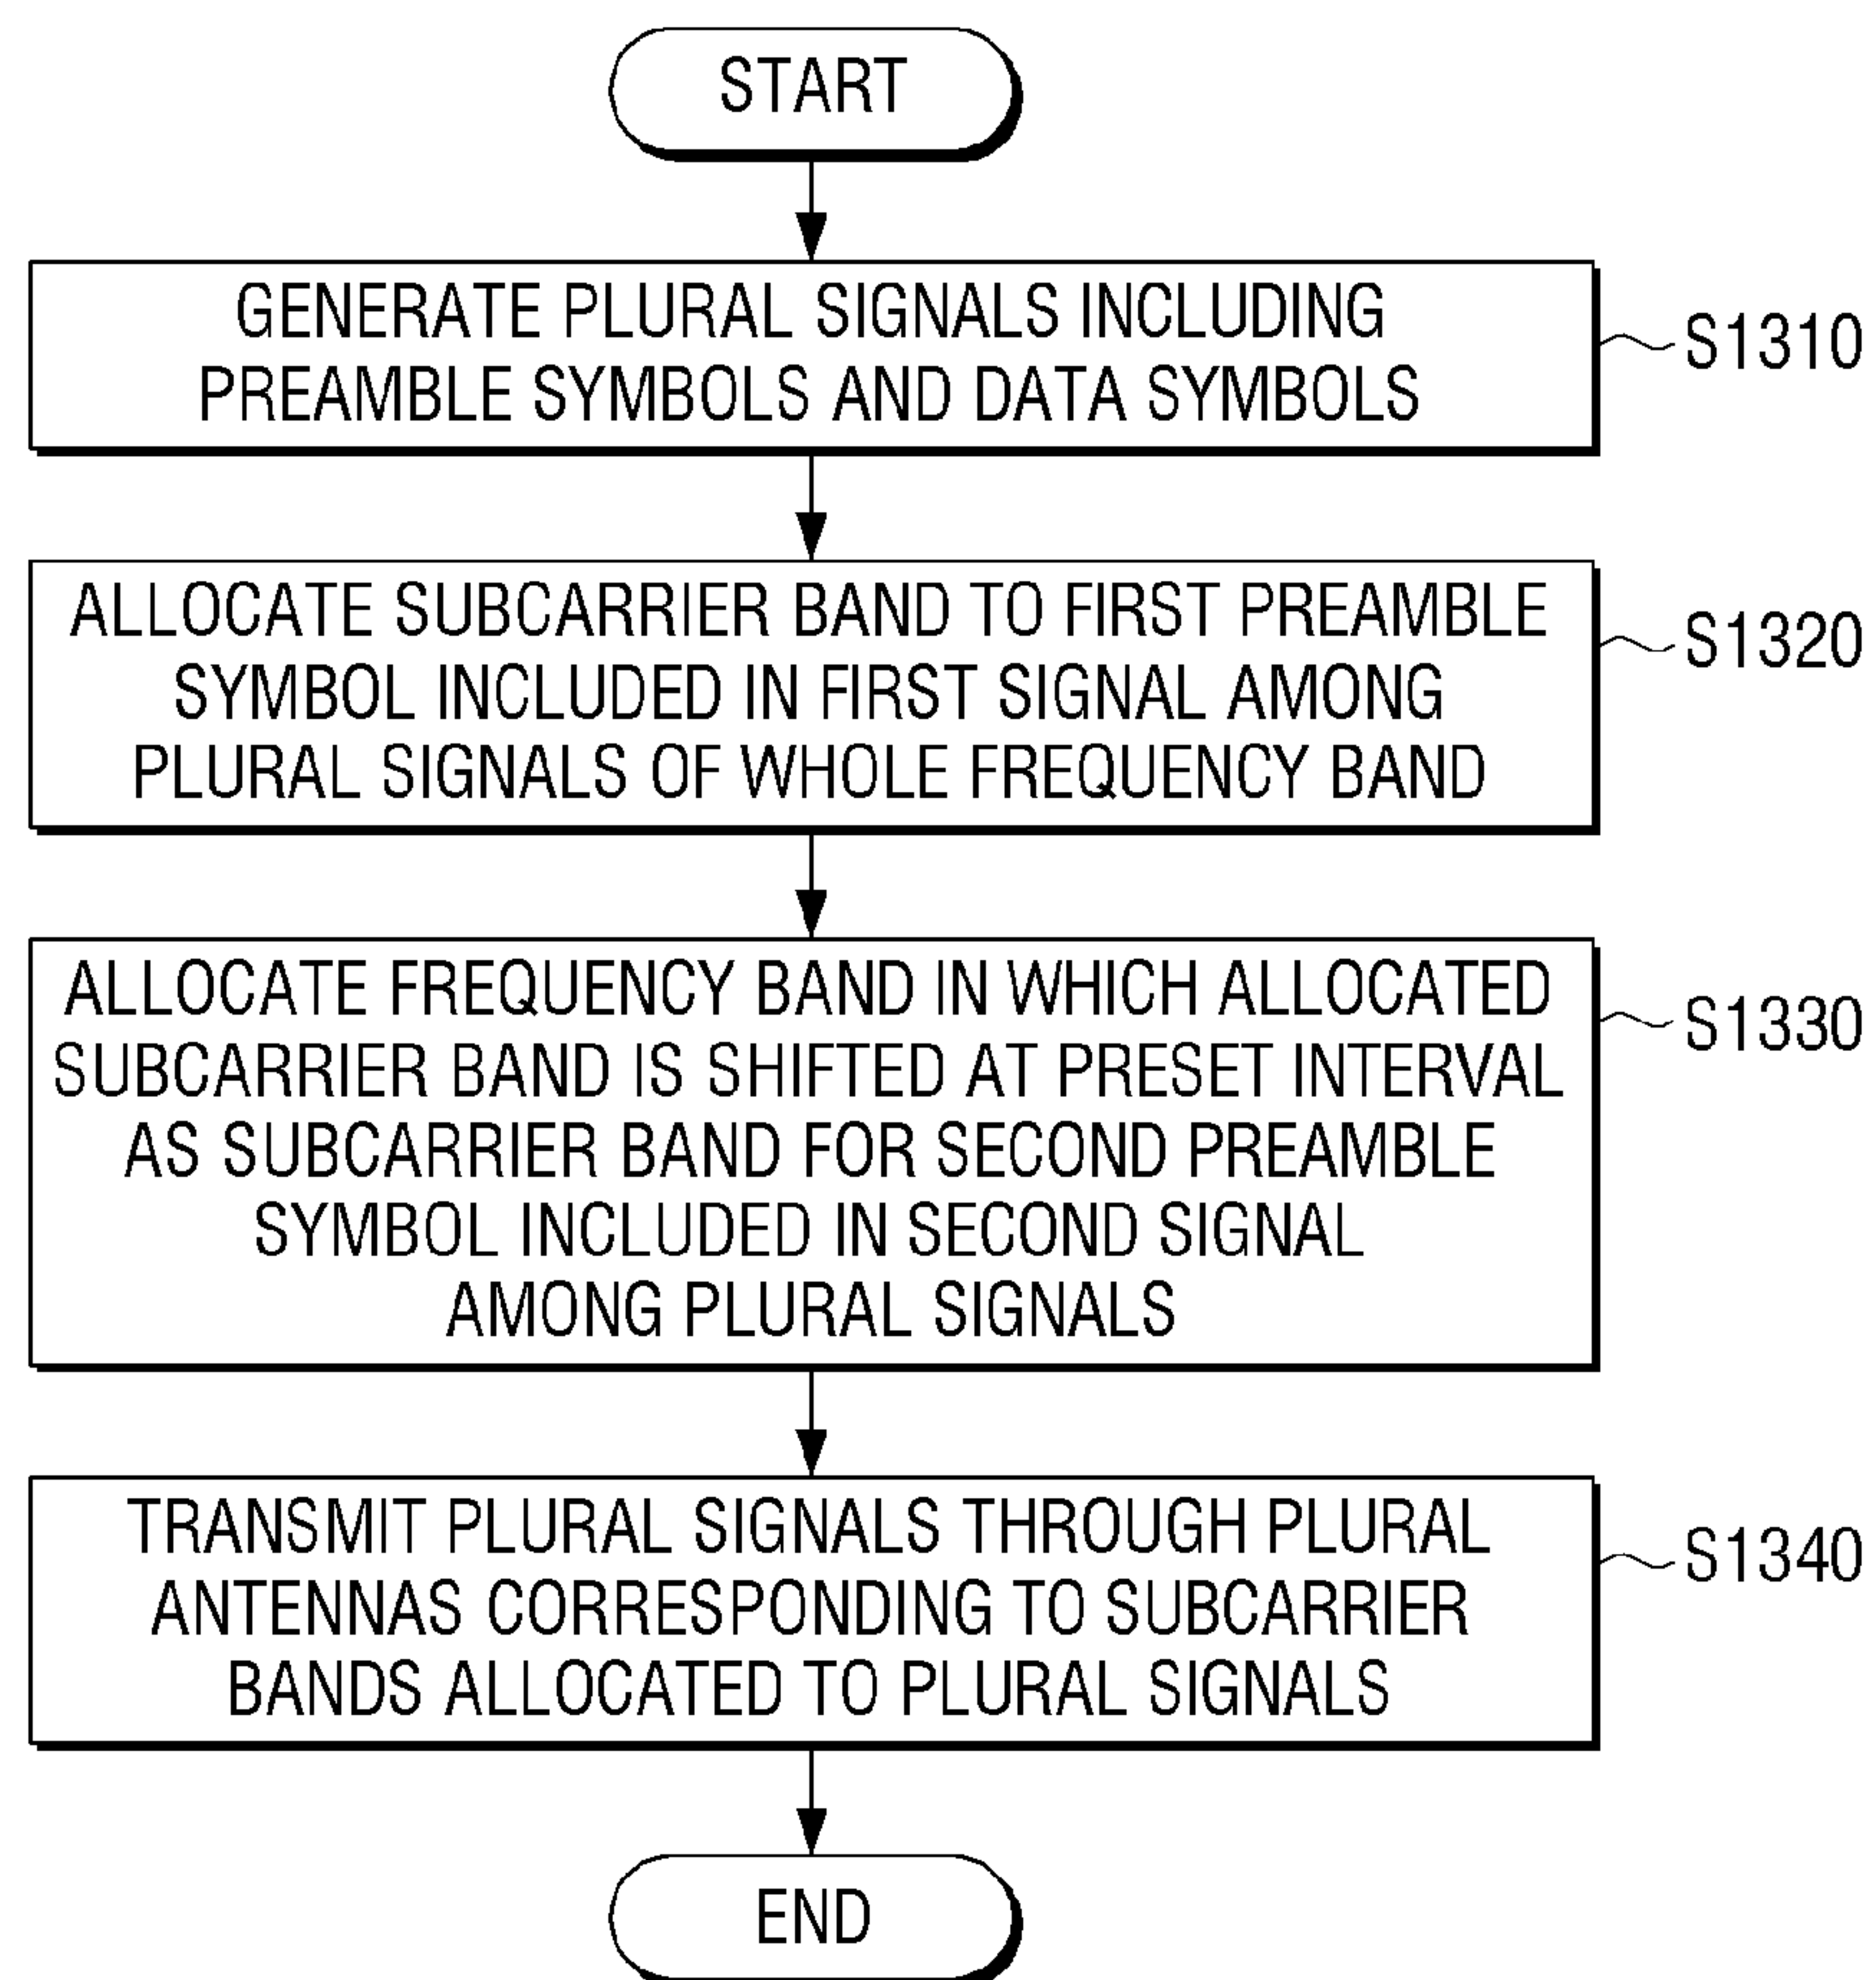 START
GENERATE PLURAL SIGNALS INCLUDING
PREAMBLE SYMBOLS AND DATA SYMBOLS
S1310
ALLOCATE SUBCARRIER BAND TO FIRST PREAMBLE
SYMBOL INCLUDED IN FIRST SIGNAL AMONG
PLURAL SIGNALS OF WHOLE FREQUENCY BAND
S1320
ALLOCATE FREQUENCY BAND IN WHICH ALLOCATED
SUBCARRIER BAND IS SHIFTED AT PRESET INTERVAL
AS SUBCARRIER BAND FOR SECOND PREAMBLE
SYMBOL INCLUDED IN SECOND SIGNAL
AMONG PLURAL SIGNALS
S1330
TRANSMIT PLURAL SIGNALS THROUGH PLURAL
ANTENNAS CORRESPONDING TO SUBCARRIER
BANDS ALLOCATED TO PLURAL SIGNALS
S1340
END